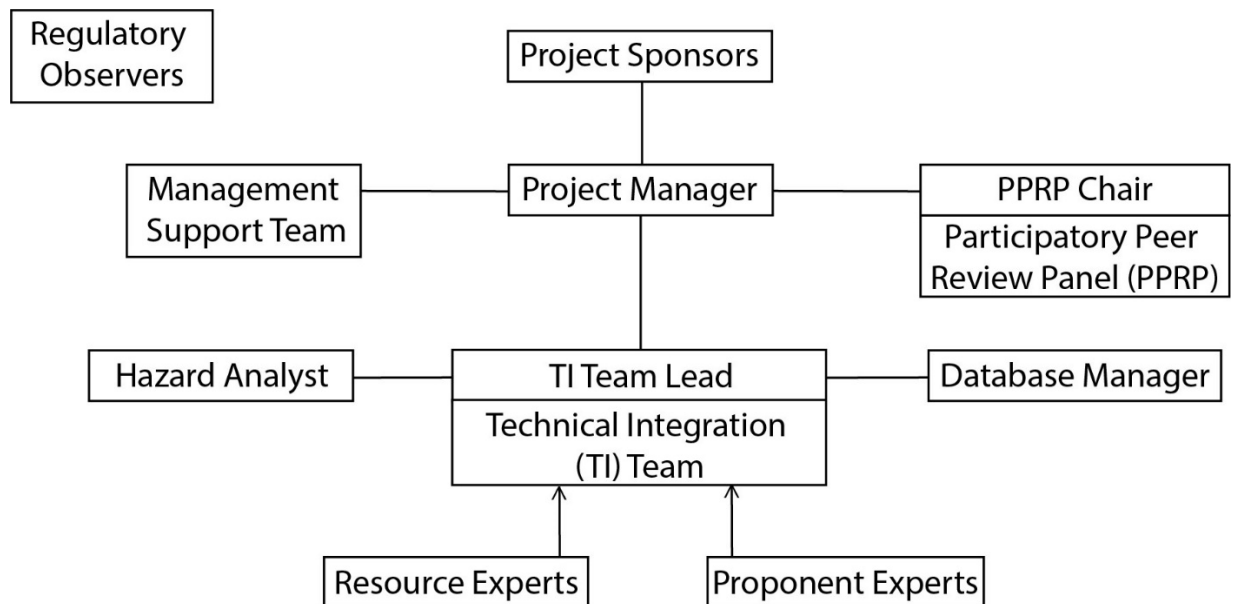 Regulatory
Observers
Project Sponsors
Management
Support Team
Project Manager
PPRP Chair
Participatory Peer
Review Panel (PPRP)
Hazard Analyst
TI Team Lead
Technical Integration
(TI) Team
Database Manager
Resource Experts
Proponent Experts